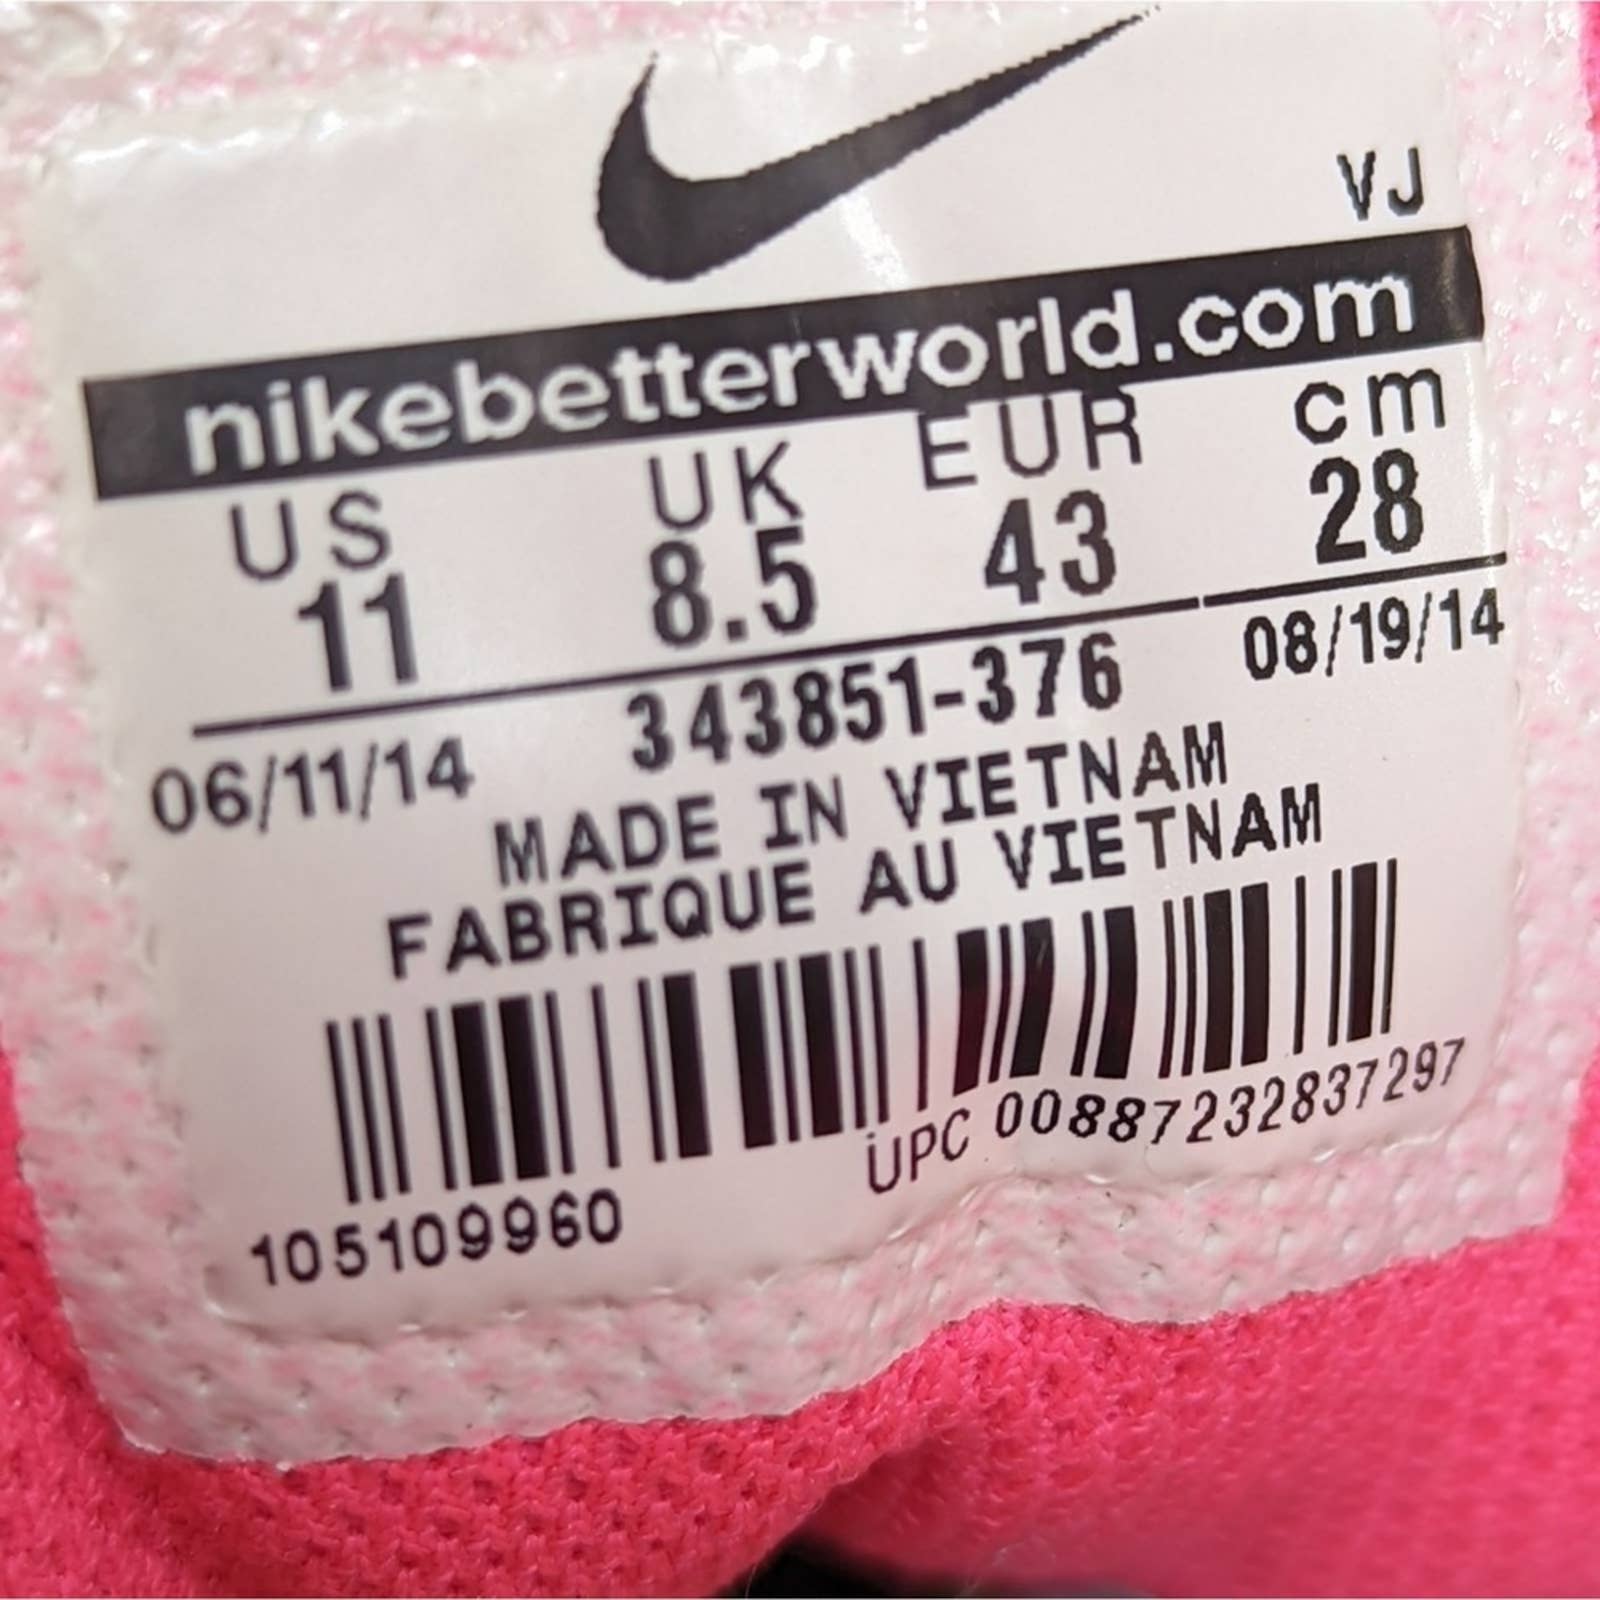 VJ
nikebetterworld.com
US UK EUR cm
11 8.5 43 28
06/11/14 343851-376 08/19/14
MADE IN VIETNAM
FABRIQUE AU VIETNAM
UPC 00887232837297
105109960